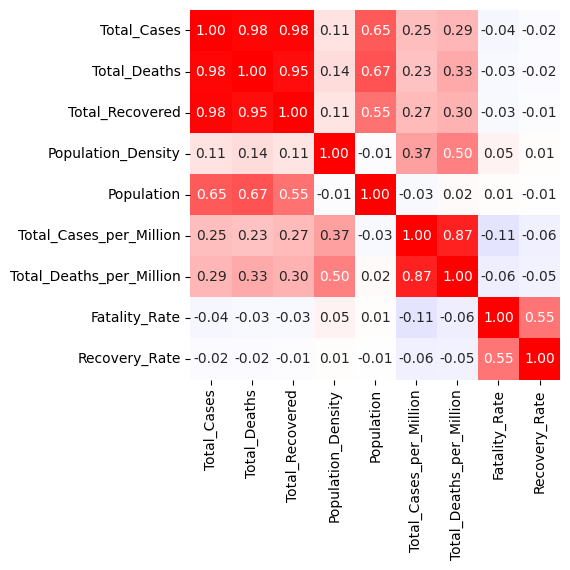 Total_Cases 1.00 0.98 0.98 0.11 0.65 0.25 0.29 -0.04 -0.02
Total_Deaths 0.98 1.00 0.95 0.14 0.67 0.23 0.33 -0.03 -0.02
Total_Recovered 0.98 0.95 1.00 0.11 0.55 0.27 0.30 -0.03 -0.01
Population_Density 0.11 0.14 0.11 1.00 -0.01 0.37 0.50 0.05 0.01
Population 0.65 0.67 0.55 -0.01 1.00 -0.03 0.02 0.01 -0.01
Total_Cases_per_Million 0.25 0.23 0.27 0.37 -0.03 1.00 0.87 -0.11 -0.06
Total_Deaths_per_Million 0.29 0.33 0.30 0.50 0.02 0.87 1.00 -0.06 -0.05
Fatality_Rate -0.04 -0.03 -0.03 0.05 0.01 -0.11 -0.06 1.00 0.55
Recovery_Rate -0.02 -0.02 -0.01 0.01 -0.01 -0.06 -0.05 0.55 1.00
Total_Cases
Total_Deaths
Total_Recovered
Population_Density
Population
Total_Cases_per_Million
Total_Deaths_per_Million
Fatality_Rate
Recovery_Rate